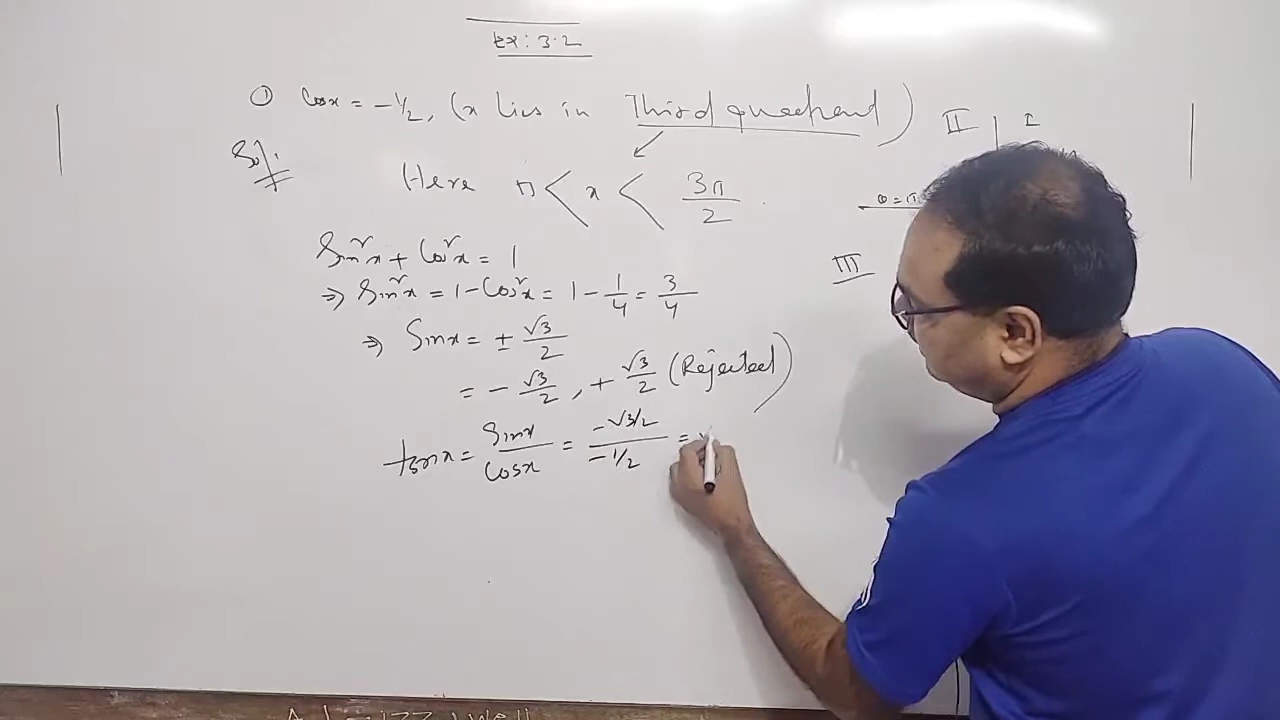 Ex: 3.2
① Cosx = -1/2, (x lies in Third quadrant)
II | I
Sol:
Here π < x < 3π/2
θ = π
III
Sin²x + Cos²x = 1
⇒ Sin²x = 1 - Cos²x = 1 - 1/4 = 3/4
⇒ Sinx = ± √3/2
= - √3/2, + √3/2 (Rejected)
tanx = Sinx/Cosx = -√3/2 / -1/2 =